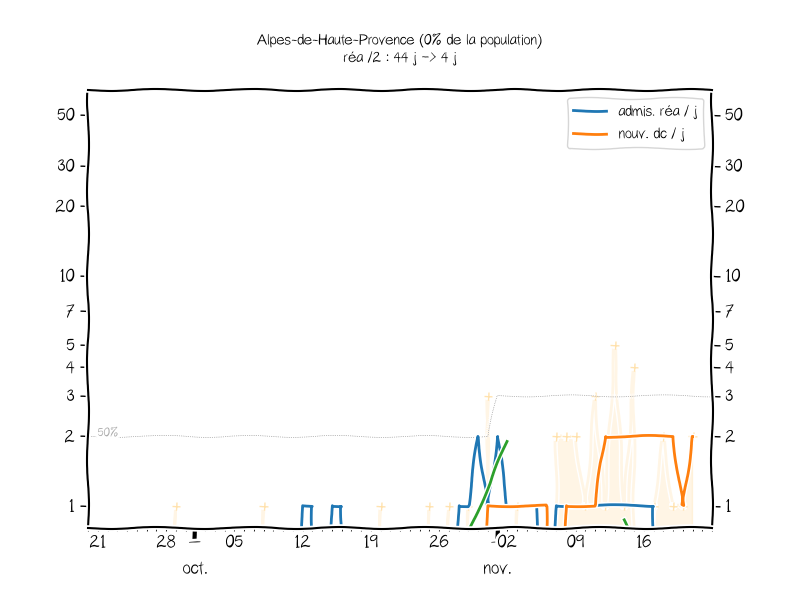 Alpes-de-Haute-Provence (0% de la population)
réa /2 : 44 j -> 4 j
admis. réa / j
nouv. dc / j
50 50
30 30
20 20
10 10
7 7
5 5
4 4
3 3
50%
2 2
1 1
21 28 05 12 19 26 02 09 16
oct. nov.